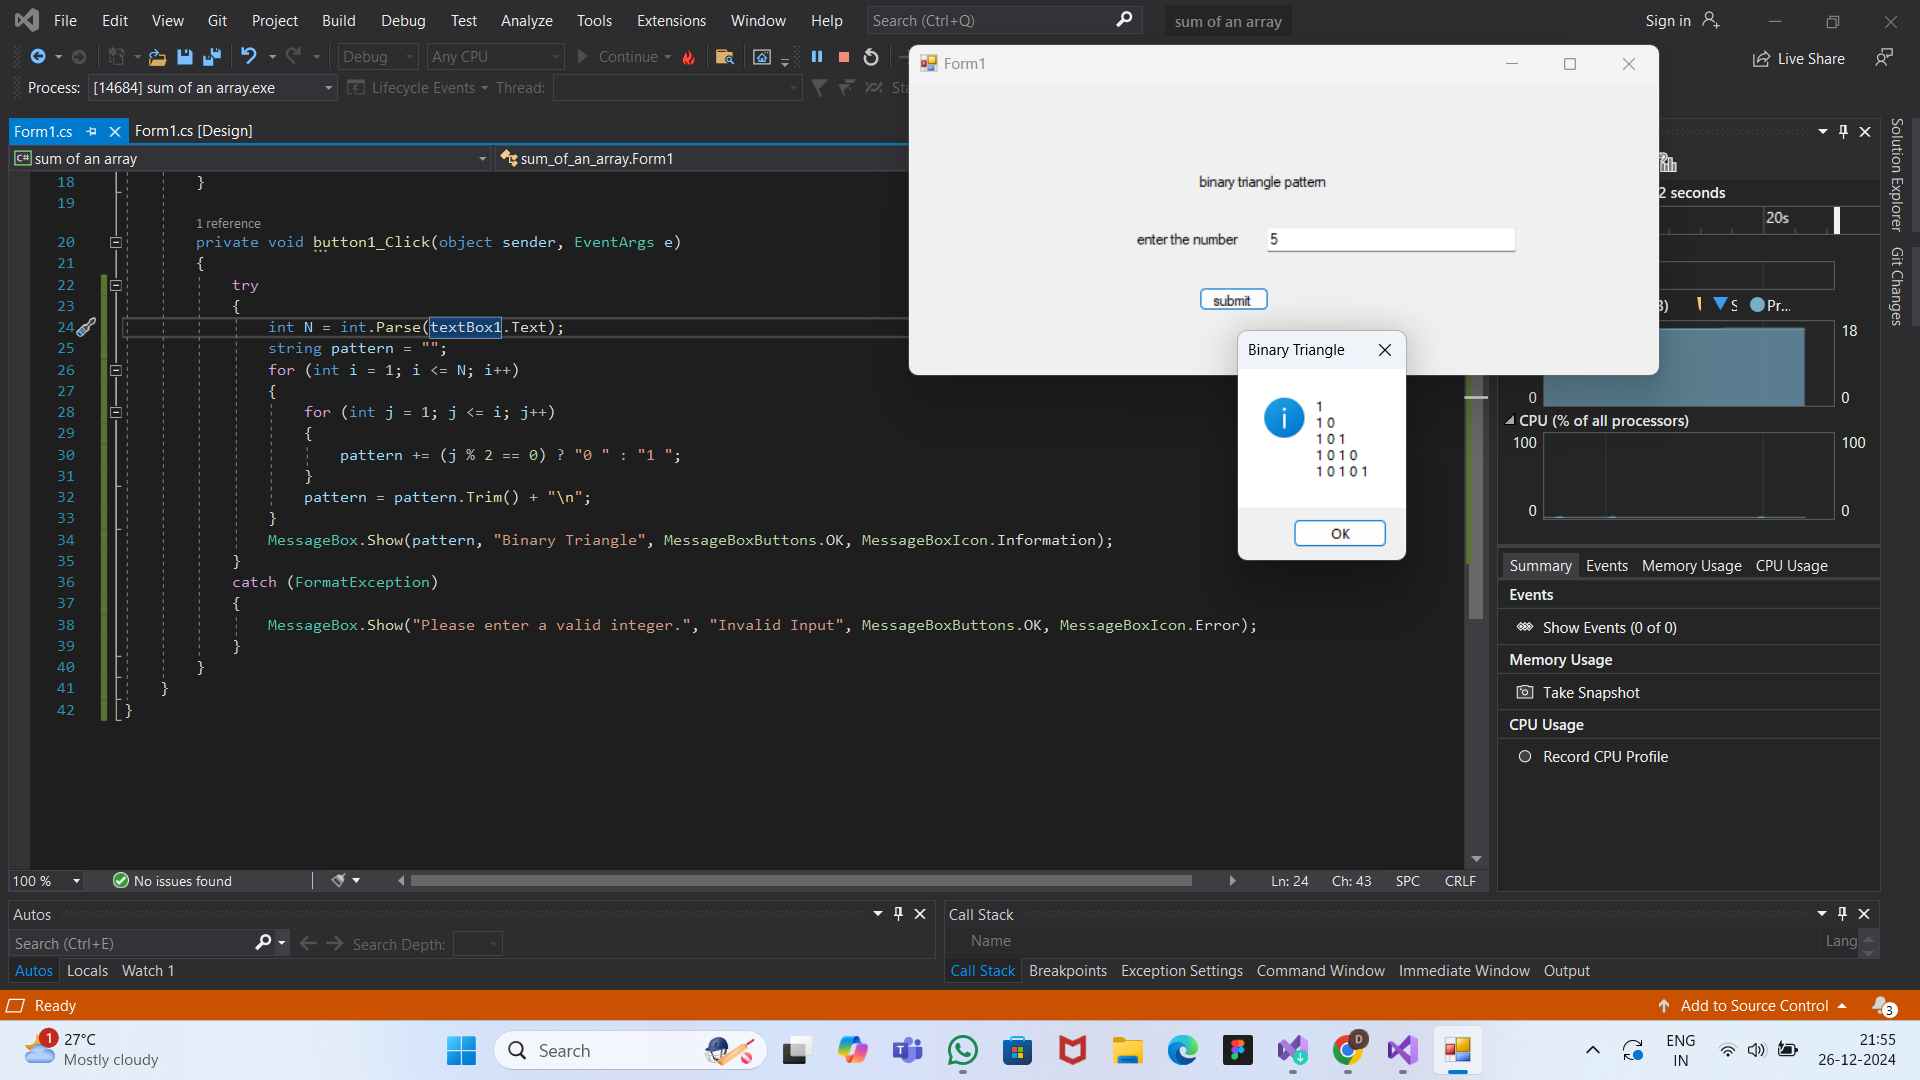 File Edit View Git Project Build Debug Test Analyze Tools Extensions Window Help Search (Ctrl+Q) sum of an array Sign in
Debug Any CPU Continue Live Share
Process: [14684] sum of an array.exe Lifecycle Events Thread:
Form1.cs Form1.cs [Design]
sum of an array sum_of_an_array.Form1
18 }
19
1 reference
20 private void button1_Click(object sender, EventArgs e)
21 {
22 try
23 {
24 int N = int.Parse(textBox1.Text);
25 string pattern = "";
26 for (int i = 1; i <= N; i++)
27 {
28 for (int j = 1; j <= i; j++)
29 {
30 pattern += (j % 2 == 0) ? "0 " : "1 ";
31 }
32 pattern = pattern.Trim() + "\n";
33 }
34 MessageBox.Show(pattern, "Binary Triangle", MessageBoxButtons.OK, MessageBoxIcon.Information);
35 }
36 catch (FormatException)
37 {
38 MessageBox.Show("Please enter a valid integer.", "Invalid Input", MessageBoxButtons.OK, MessageBoxIcon.Error);
39 }
40 }
41 }
42 }
100 % No issues found Ln: 24 Ch: 43 SPC CRLF
Form1
binary triangle pattern
enter the number 5
submit
Binary Triangle
1
1 0
1 0 1
1 0 1 0
1 0 1 0 1
OK
2 seconds
20s
Pr...
18
0 0
CPU (% of all processors)
100 100
0 0
Summary Events Memory Usage CPU Usage
Events
Show Events (0 of 0)
Memory Usage
Take Snapshot
CPU Usage
Record CPU Profile
Solution Explorer
Git Changes
Autos
Search (Ctrl+E) Search Depth:
Autos Locals Watch 1
Call Stack
Name Lang
Call Stack Breakpoints Exception Settings Command Window Immediate Window Output
Ready Add to Source Control 3
1 27°C
Mostly cloudy
Search
D
ENG
IN
21:55
26-12-2024